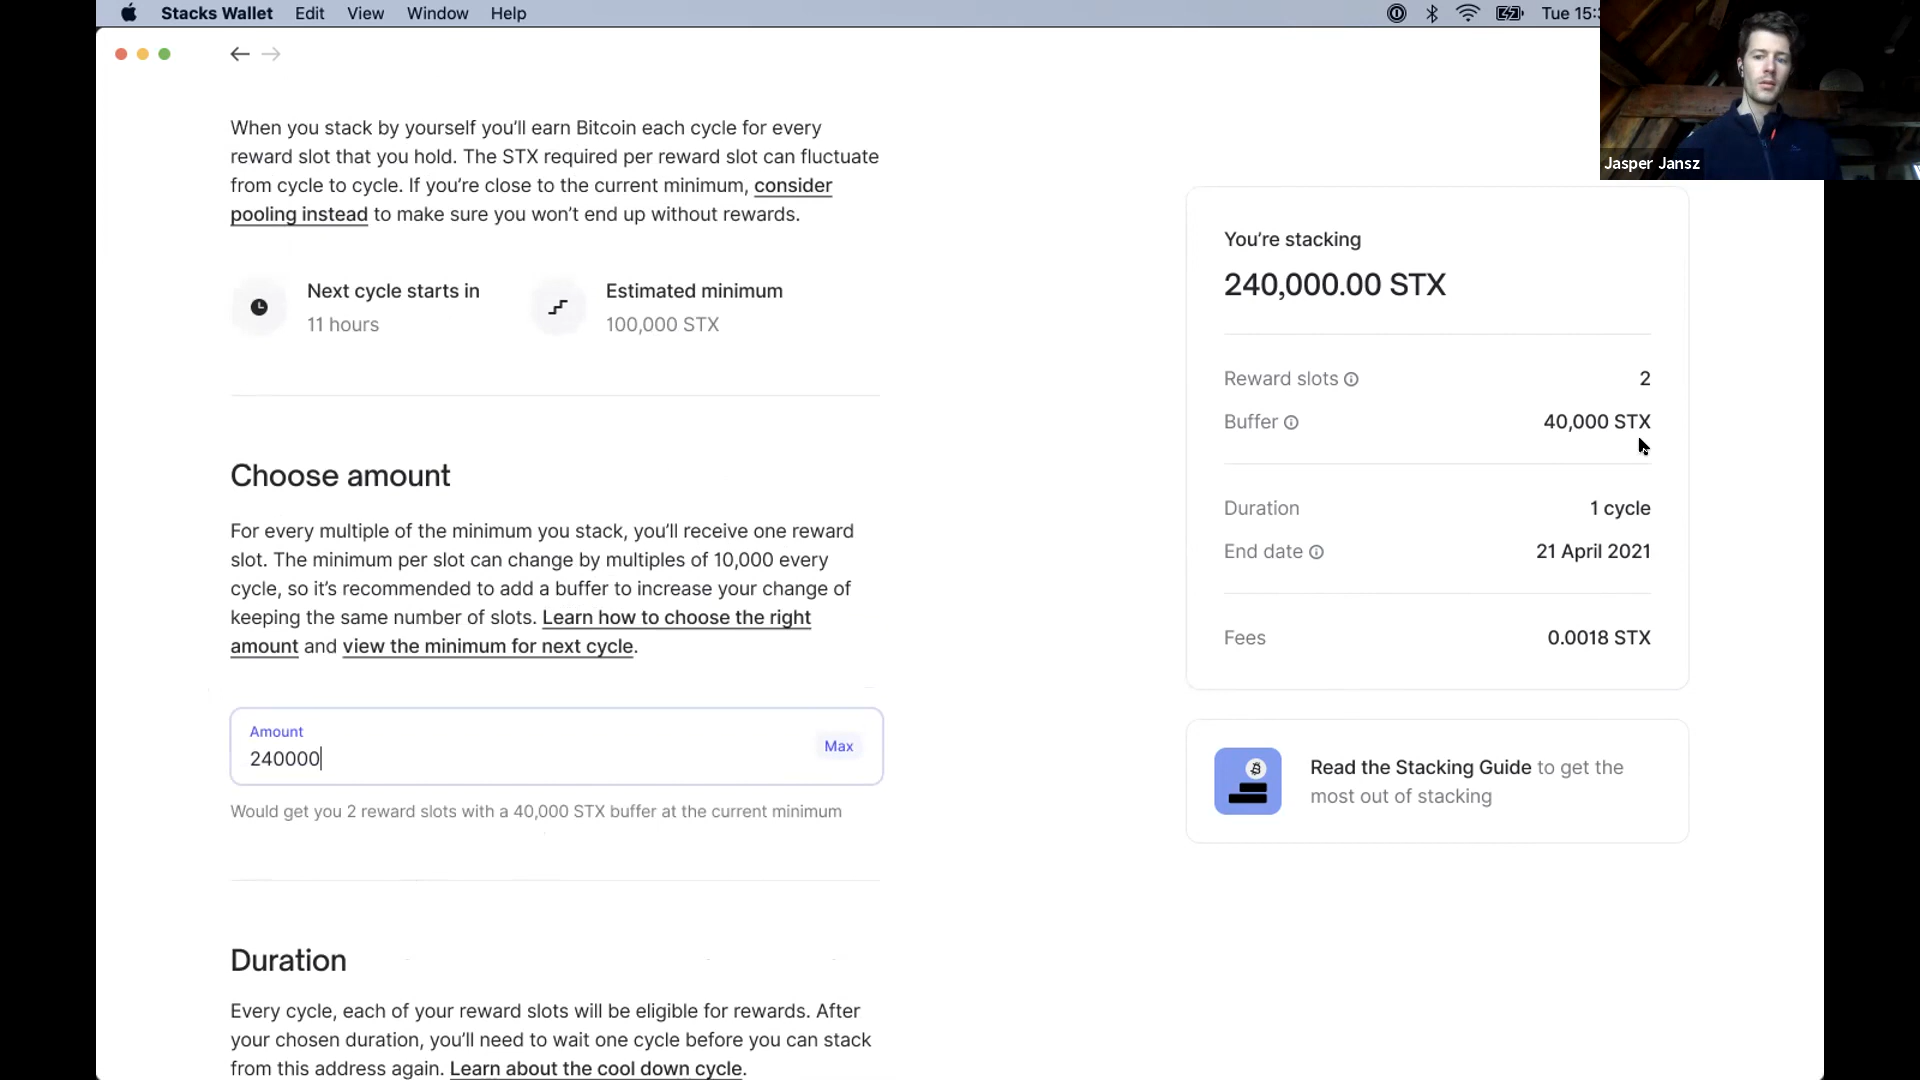 Stacks Wallet Edit View Window Help Tue 15:
Jasper Jansz
When you stack by yourself you'll earn Bitcoin each cycle for every
reward slot that you hold. The STX required per reward slot can fluctuate
from cycle to cycle. If you're close to the current minimum, consider
pooling instead to make sure you won't end up without rewards.
Next cycle starts in
11 hours
Estimated minimum
100,000 STX
Choose amount
For every multiple of the minimum you stack, you'll receive one reward
slot. The minimum per slot can change by multiples of 10,000 every
cycle, so it's recommended to add a buffer to increase your change of
keeping the same number of slots. Learn how to choose the right
amount and view the minimum for next cycle.
Amount
240000
Max
Would get you 2 reward slots with a 40,000 STX buffer at the current minimum
Duration
Every cycle, each of your reward slots will be eligible for rewards. After
your chosen duration, you'll need to wait one cycle before you can stack
from this address again. Learn about the cool down cycle.
You're stacking
240,000.00 STX
Reward slots 2
Buffer 40,000 STX
Duration 1 cycle
End date 21 April 2021
Fees 0.0018 STX
Read the Stacking Guide to get the
most out of stacking